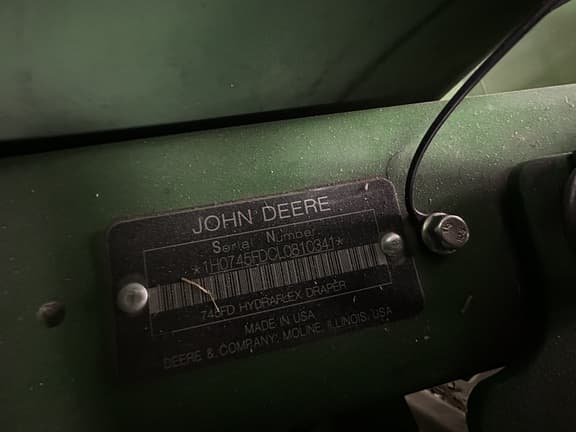 JOHN DEERE
Serial Number
*1H0745FDCL0810341*
745FD HYDRAFLEX DRAPER
MADE IN USA
DEERE & COMPANY, MOLINE, ILLINOIS, USA